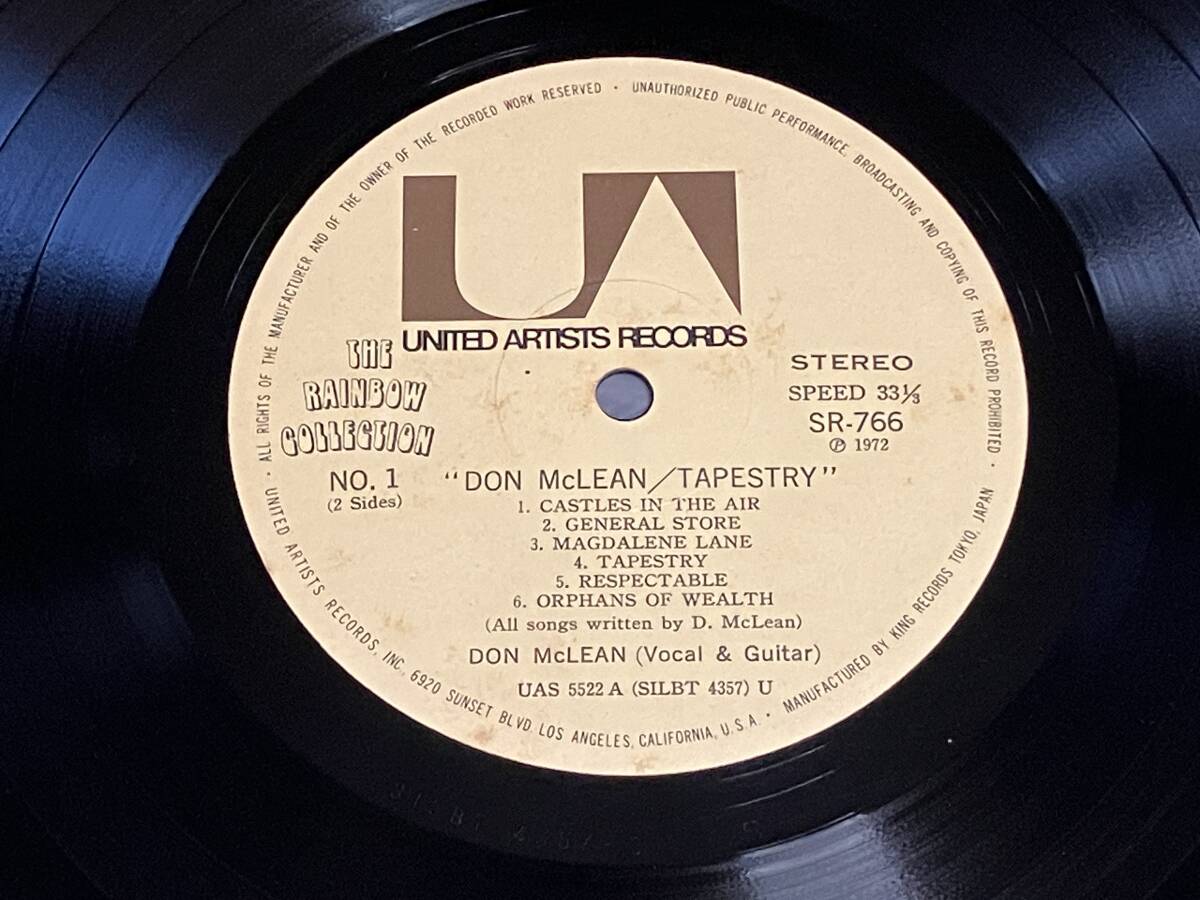 ALL RIGHTS OF THE MANUFACTURER AND OF THE OWNER OF THE RECORDED WORK RESERVED · UNAUTHORIZED PUBLIC PERFORMANCE, BROADCASTING AND COPYING OF THIS RECORD PROHIBITED ·
UA
UNITED ARTISTS RECORDS
THE
RAINBOW
COLLECTION
STEREO
SPEED 33⅓
SR-766
Ⓟ 1972
NO. 1
(2 Sides)
"DON McLEAN/TAPESTRY"
1. CASTLES IN THE AIR
2. GENERAL STORE
3. MAGDALENE LANE
4. TAPESTRY
5. RESPECTABLE
6. ORPHANS OF WEALTH
(All songs written by D. McLean)
DON McLEAN (Vocal & Guitar)
UAS 5522 A (SILBT 4357) U
UNITED ARTISTS RECORDS, INC. 6920 SUNSET BLVD. LOS ANGELES, CALIFORNIA, U.S.A. · MANUFACTURED BY KING RECORDS TOKYO, JAPAN